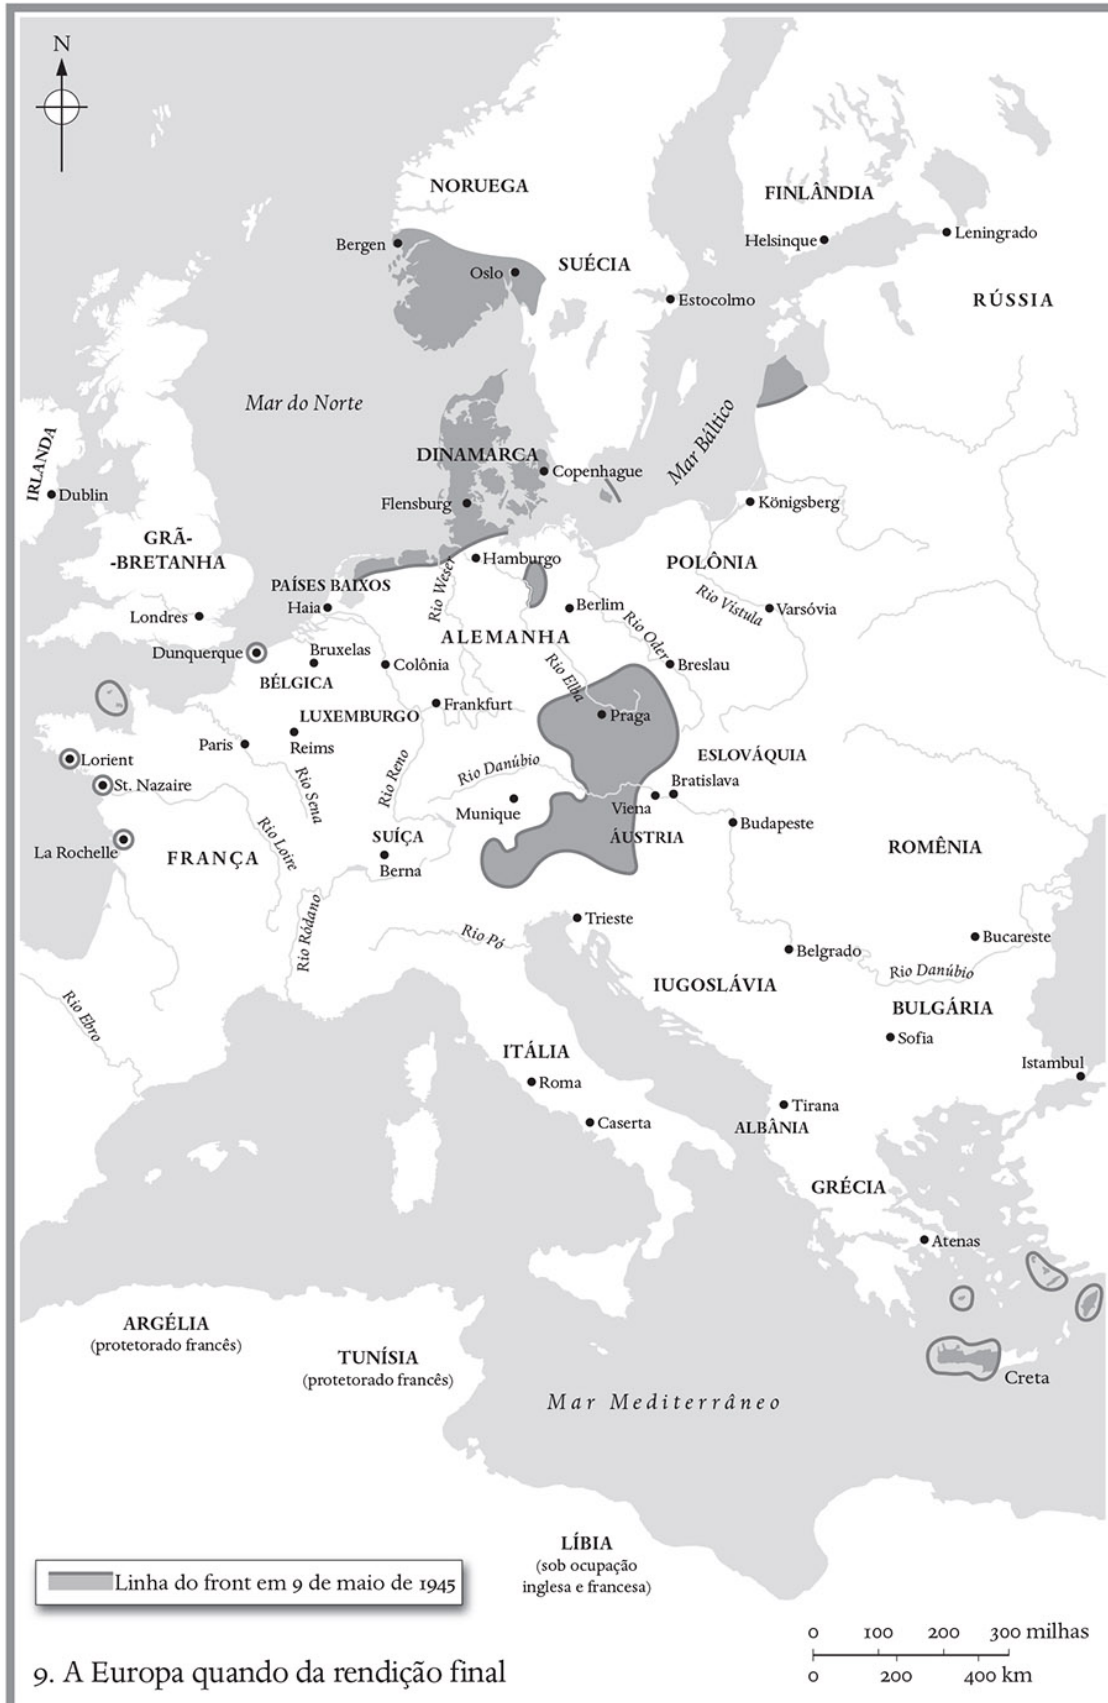 N
NORUEGA
FINLÂNDIA
Bergen
Helsinque
Leningrado
Oslo
SUÉCIA
Estocolmo
RÚSSIA
Mar do Norte
Mar Báltico
IRLANDA
DINAMARCA
Copenhague
Dublin
Flensburg
Königsberg
GRÃ-
-BRETANHA
Hamburgo
POLÔNIA
PAÍSES BAIXOS
Rio Weser
Haia
Berlim
Rio Vístula
Varsóvia
Londres
Rio Oder
ALEMANHA
Dunquerque
Bruxelas
Colônia
Rio Elba
Breslau
BÉLGICA
Frankfurt
LUXEMBURGO
Praga
Paris
Reims
Lorient
ESLOVÁQUIA
St. Nazaire
Rio Sena
Rio Reno
Rio Danúbio
Bratislava
Munique
Viena
Budapeste
SUÍÇA
ÁUSTRIA
La Rochelle
FRANÇA
Rio Loire
Berna
ROMÊNIA
Trieste
Rio Ródano
Rio Pó
Belgrado
Bucareste
Rio Danúbio
IUGOSLÁVIA
Rio Ebro
BULGÁRIA
Sofia
ITÁLIA
Istambul
Roma
Caserta
Tirana
ALBÂNIA
GRÉCIA
Atenas
ARGÉLIA
(protetorado francês)
TUNÍSIA
(protetorado francês)
Creta
Mar Mediterrâneo
LÍBIA
(sob ocupação
inglesa e francesa)
Linha do front em 9 de maio de 1945
0 100 200 300 milhas
0 200 400 km
9. A Europa quando da rendição final